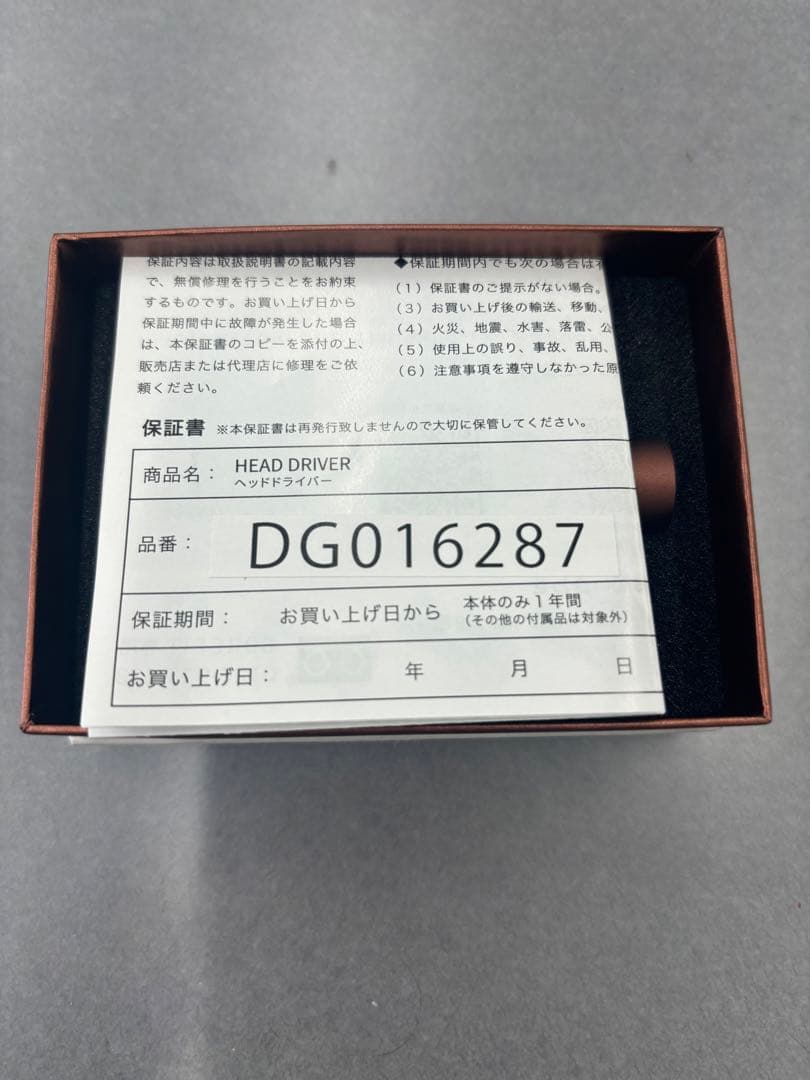 保証内容は取扱説明書の記載内容
で、無償修理を行うことをお約束
するものです。お買い上げ日から
保証期間中に故障が発生した場合
は、本保証書のコピーを添付の上、
販売店または代理店に修理をご依
頼ください。
◆保証期間内でも次の場合は
（1）保証書のご提示がない場合。
（3）お買い上げ後の輸送、移動、
（4）火災、地震、水害、落雷、公
（5）使用上の誤り、事故、乱用、
（6）注意事項を遵守しなかった原
保証書 ※本保証書は再発行致しませんので大切に保管してください。
商品名： HEAD DRIVER
ヘッドドライバー
品番： DG016287
保証期間： お買い上げ日から 本体のみ1年間
（その他の付属品は対象外）
お買い上げ日： 年 月 日